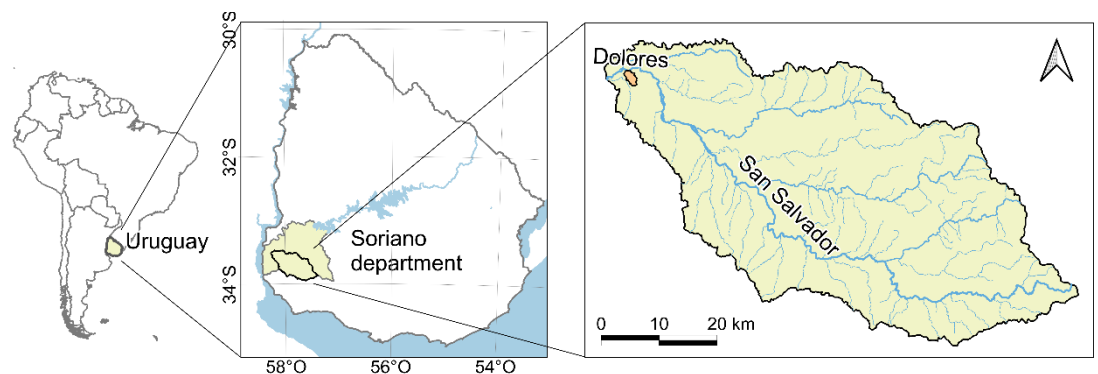 Uruguay
30°S
32°S
34°S
58°O
56°O
54°O
Soriano
department
Dolores
San Salvador
0 10 20 km